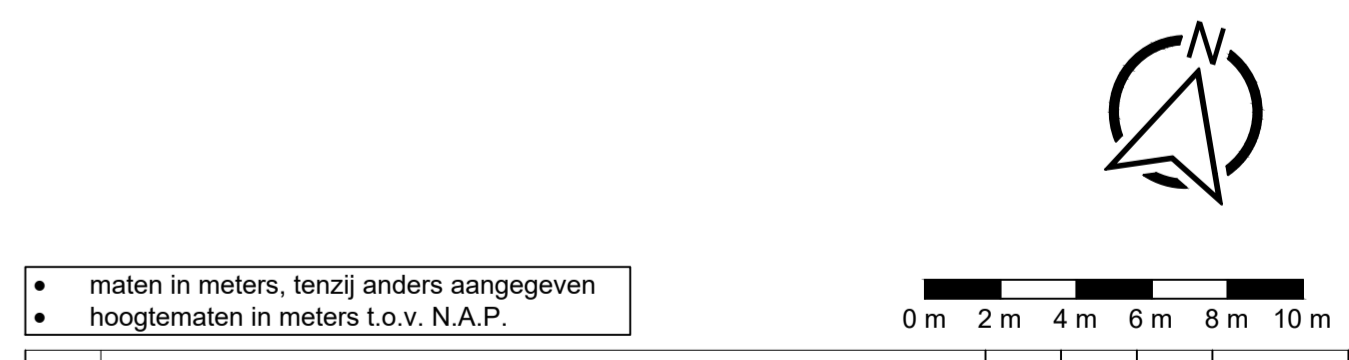 N
• maten in meters, tenzij anders aangegeven
• hoogtematen in meters t.o.v. N.A.P.
0 m 2 m 4 m 6 m 8 m 10 m